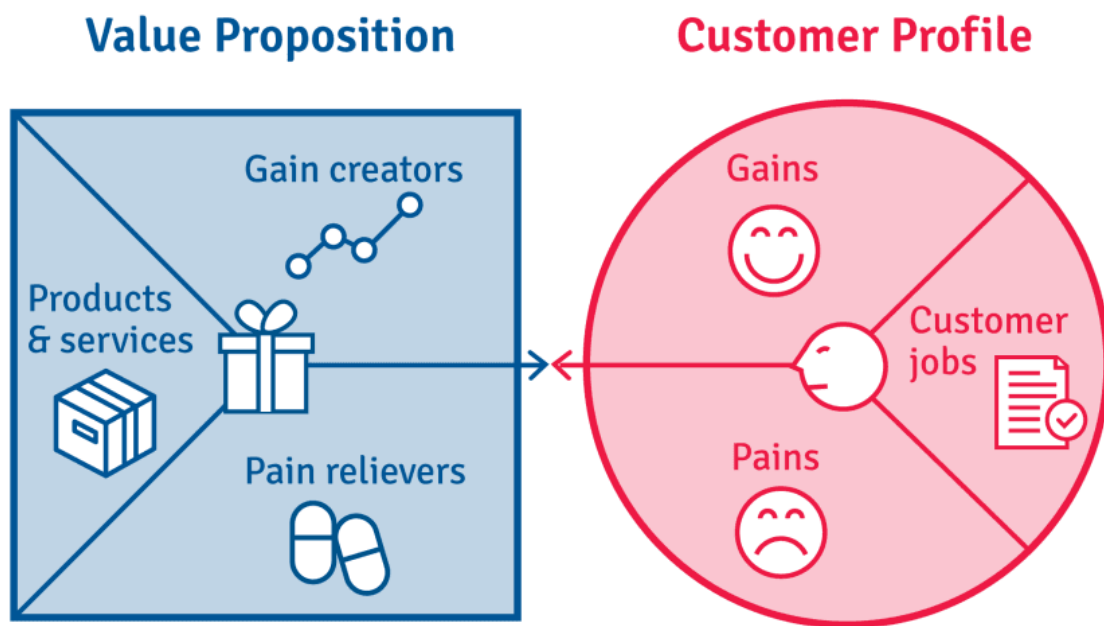 Value Proposition
Customer Profile
Gain creators
Products
& services
Pain relievers
Gains
Customer
jobs
Pains